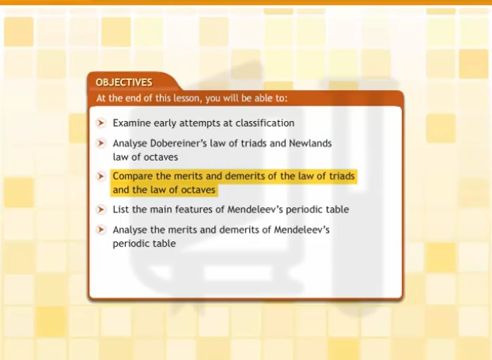 OBJECTIVES
At the end of this lesson, you will be able to:
Examine early attempts at classification
Analyse Dobereiner's law of triads and Newlands
law of octaves
Compare the merits and demerits of the law of triads
and the law of octaves
List the main features of Mendeleev's periodic table
Analyse the merits and demerits of Mendeleev's
periodic table